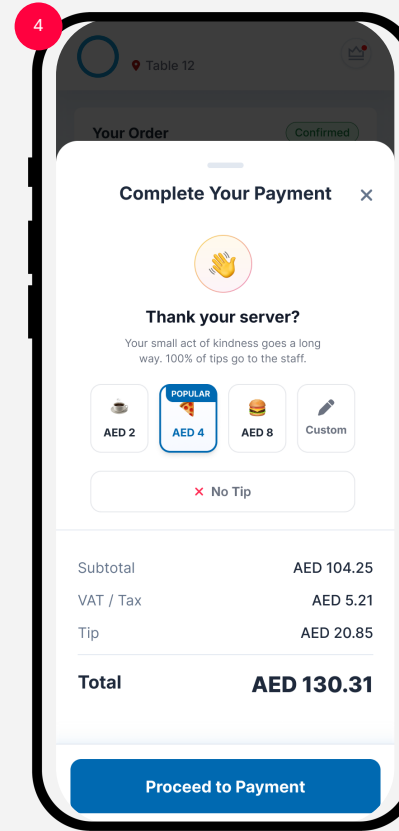 4
Table 12
Your Order
Confirmed
Complete Your Payment
Thank your server?
Your small act of kindness goes a long
way. 100% of tips go to the staff.
POPULAR
AED 2
AED 4
AED 8
Custom
No Tip
Subtotal AED 104.25
VAT / Tax AED 5.21
Tip AED 20.85
Total AED 130.31
Proceed to Payment